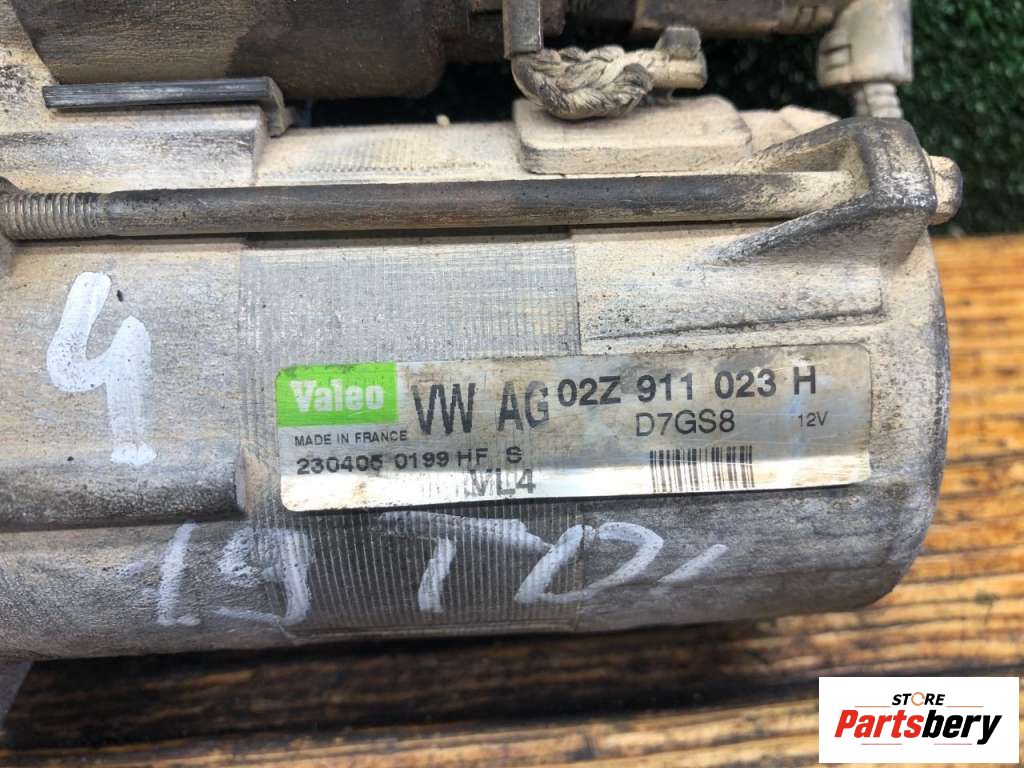 4
Valeo VW AG 02Z 911 023 H
MADE IN FRANCE D7GS8 12V
230405 0199 HF S
ML4
19 TDI
STORE
Partsbery